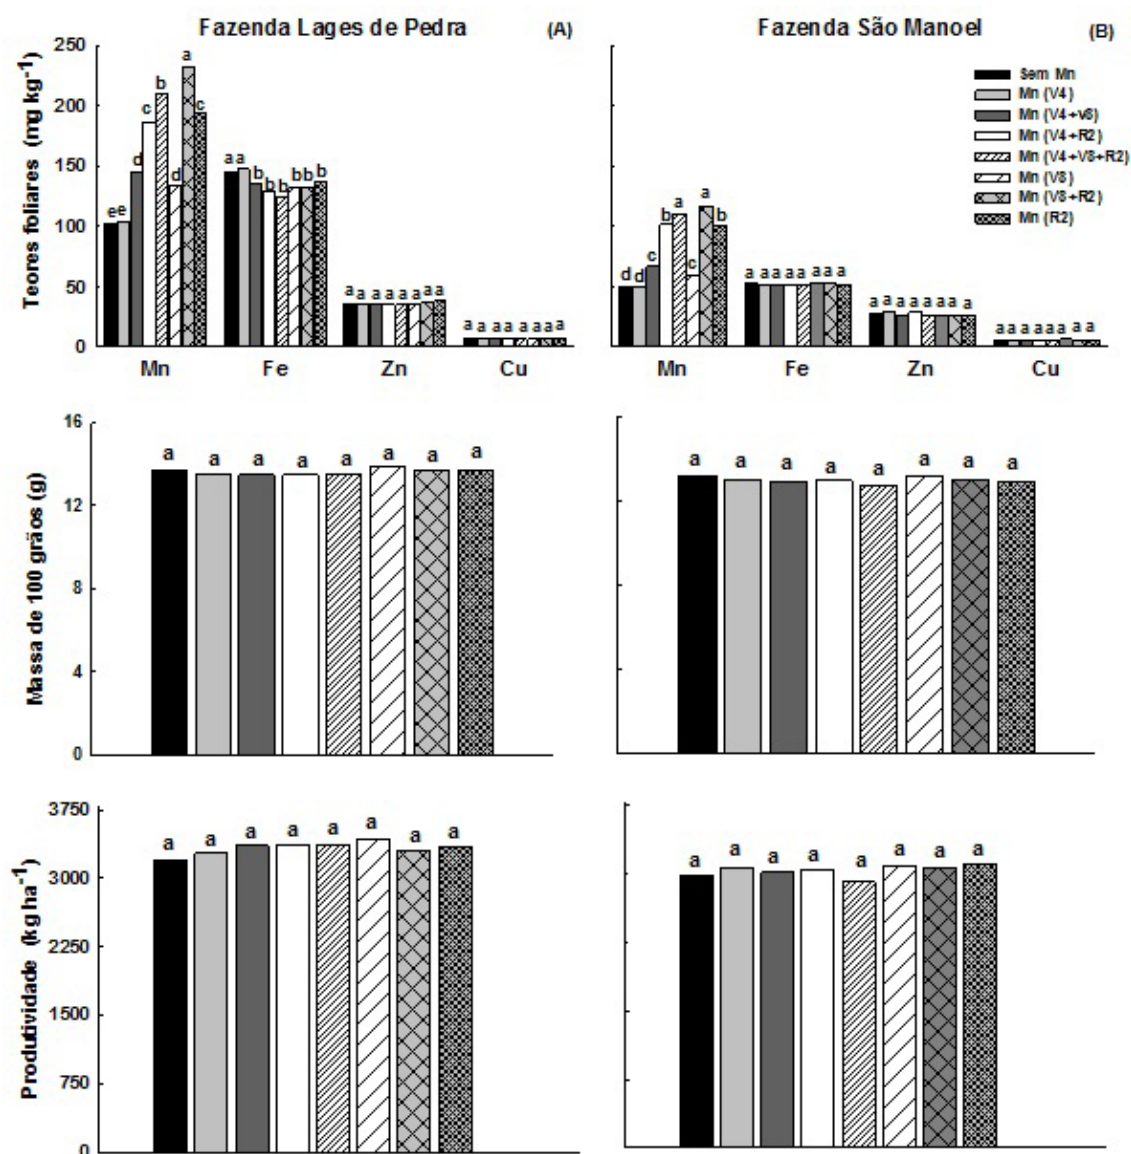 Fazenda Lages de Pedra (A)
Fazenda São Manoel (B)
Teores foliares (mg kg⁻¹)
250
200
150
100
50
0
e e d c b d a c
a a b b b b b b
a a a a a a a a
a a a a a a a a
Mn Fe Zn Cu
d d c b a c a b
a a a a a a a a
a a a a a a a a
a a a a a a a a
Mn Fe Zn Cu
Sem Mn
Mn (V4)
Mn (V4+v8)
Mn (V4+R2)
Mn (V4+V8+R2)
Mn (V8)
Mn (V8+R2)
Mn (R2)
Massa de 100 grãos (g)
16
12
8
4
0
a a a a a a a a
a a a a a a a a
Produtividade (kg ha⁻¹)
3750
3000
2250
1500
750
0
a a a a a a a a
a a a a a a a a